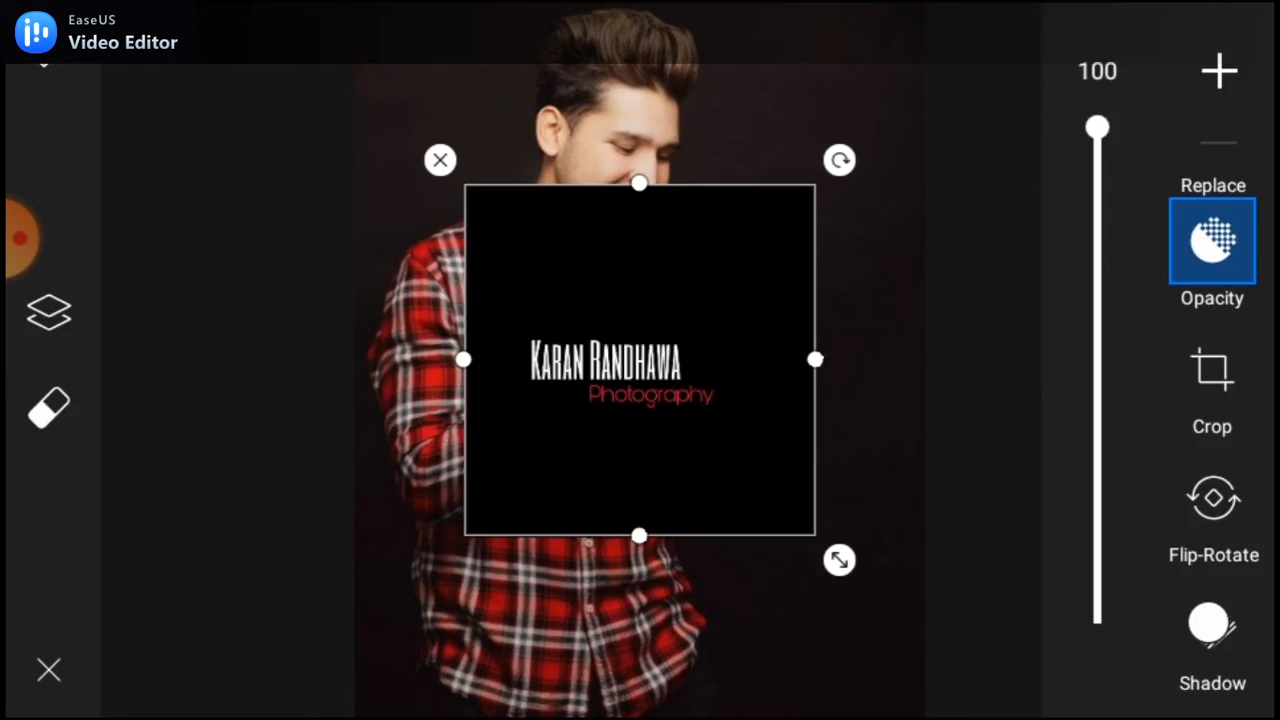 EaseUS
Video Editor
100
Replace
Opacity
Crop
Flip-Rotate
Shadow
KARAN RANDHAWA
Photography